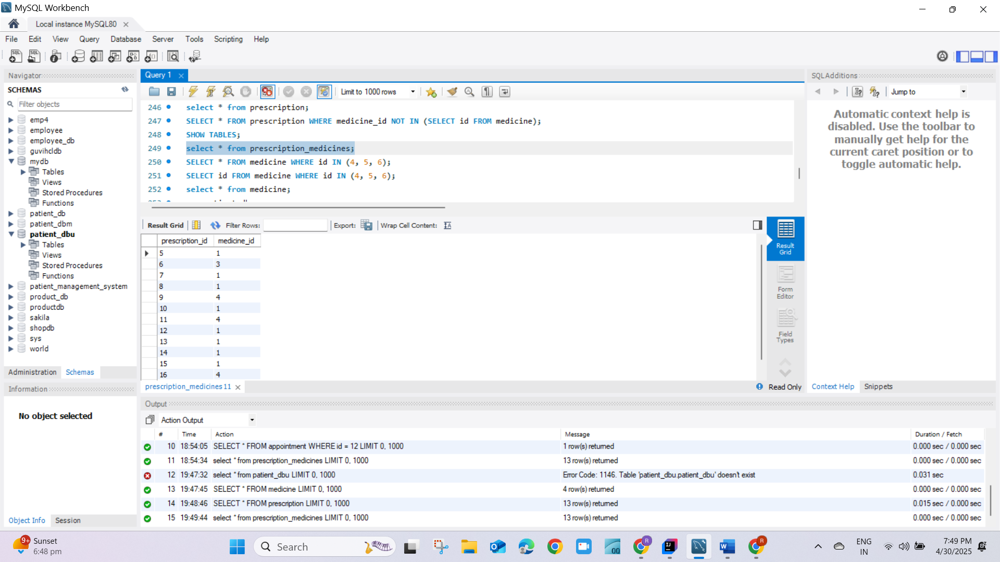 MySQL Workbench
Local instance MySQL80
File Edit View Query Database Server Tools Scripting Help
Navigator
SCHEMAS
Filter objects
emp4
employee
employee_db
guvihcldb
mydb
Tables
Views
Stored Procedures
Functions
patient_db
patient_dbm
patient_dbu
Tables
Views
Stored Procedures
Functions
patient_management_system
product_db
productdb
sakila
shopdb
sys
world
Administration Schemas
Information
No object selected
Object Info Session
Query 1
Limit to 1000 rows
246 select * from prescription;
247 SELECT * FROM prescription WHERE medicine_id NOT IN (SELECT id FROM medicine);
248 SHOW TABLES;
249 select * from prescription_medicines;
250 SELECT * FROM medicine WHERE id IN (4, 5, 6);
251 SELECT id FROM medicine WHERE id IN (4, 5, 6);
252 select * from medicine;
Result Grid Filter Rows: Export: Wrap Cell Content:
prescription_id medicine_id
5 1
6 3
7 1
8 1
9 4
10 1
11 4
12 1
13 1
14 1
15 1
16 4
Result Grid
Form Editor
Field Types
prescription_medicines 11
Read Only
SQLAdditions
Jump to
Automatic context help is
disabled. Use the toolbar to
manually get help for the
current caret position or to
toggle automatic help.
Context Help Snippets
Output
Action Output
# Time Action Message Duration / Fetch
10 18:54:05 SELECT * FROM appointment WHERE id = 12 LIMIT 0, 1000 1 row(s) returned 0.000 sec / 0.000 sec
11 18:54:34 select * from prescription_medicines LIMIT 0, 1000 13 row(s) returned 0.000 sec / 0.000 sec
12 19:47:32 select * from patient_dbu LIMIT 0, 1000 Error Code: 1146. Table 'patient_dbu.patient_dbu' doesn't exist 0.031 sec
13 19:47:45 SELECT * FROM medicine LIMIT 0, 1000 4 row(s) returned 0.000 sec / 0.000 sec
14 19:48:46 SELECT * FROM prescription LIMIT 0, 1000 13 row(s) returned 0.015 sec / 0.000 sec
15 19:49:44 select * from prescription_medicines LIMIT 0, 1000 13 row(s) returned 0.000 sec / 0.000 sec
9+ Sunset
6:48 pm
Search
ENG
IN
7:49 PM
4/30/2025